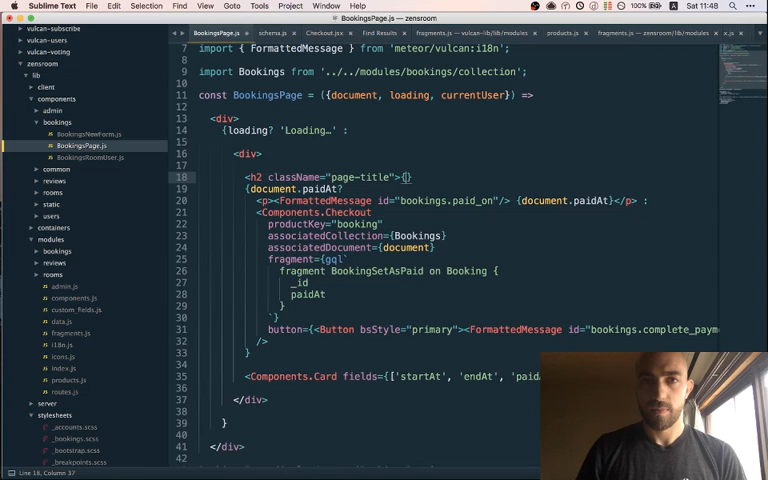 Sublime Text File Edit Selection Find View Goto Tools Project Window Help 100% Sat 11:48
BookingsPage.js — zensroom
vulcan-subscribe
vulcan-users
vulcan-voting
zensroom
lib
client
components
admin
bookings
BookingsNewForm.js
BookingsPage.js
BookingsRoomUser.js
common
reviews
rooms
static
users
containers
modules
bookings
reviews
rooms
admin.js
components.js
custom_fields.js
data.js
fragments.js
i18n.js
icons.js
index.js
products.js
routes.js
server
stylesheets
_accounts.scss
_bookings.scss
_bootstrap.scss
_breakpoints.scss
BookingsPage.js schema.js Checkout.jsx Find Results fragments.js — vulcan-lib/lib/modules products.js fragments.js — zensroom/lib/modules x.js
7 import { FormattedMessage } from 'meteor/vulcan:i18n';
8
9 import Bookings from '../../modules/bookings/collection';
10
11 const BookingsPage = ({document, loading, currentUser}) =>
12
13 <div>
14 {loading? 'Loading…' :
15
16 <div>
17
18 <h2 className="page-title">{}
19 {document.paidAt?
20 <p><FormattedMessage id="bookings.paid_on"/> {document.paidAt}</p> :
21 <Components.Checkout
22 productKey="booking"
23 associatedCollection={Bookings}
24 associatedDocument={document}
25 fragment={gql`
26 fragment BookingSetAsPaid on Booking {
27 _id
28 paidAt
29 }
30 `}
31 button={<Button bsStyle="primary"><FormattedMessage id="bookings.complete_paym
32 />
33 }
34
35 <Components.Card fields={['startAt', 'endAt', 'paid
36
37 </div>
38
39 }
40
41 </div>
42
Line 18, Column 37